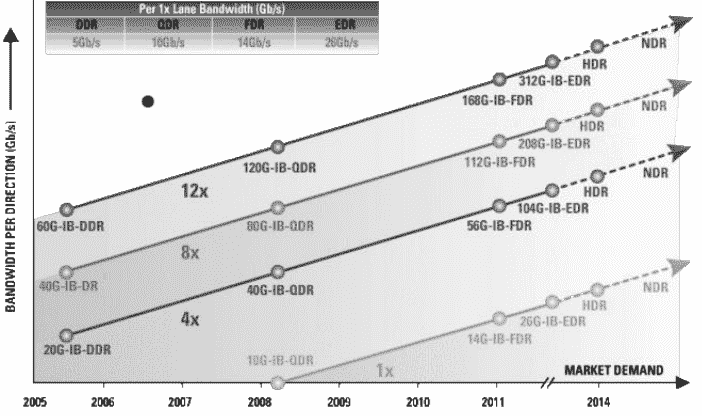 Per 1x Lane Bandwidth (Gb/s)
DDR QDR FDR EDR
5Gb/s 10Gb/s 14Gb/s 26Gb/s
NDR
HDR
312G-IB-EDR
168G-IB-FDR
120G-IB-QDR
12x
60G-IB-DDR
NDR
HDR
208G-IB-EDR
112G-IB-FDR
80G-IB-QDR
8x
40G-IB-DR
NDR
HDR
104G-IB-EDR
56G-IB-FDR
40G-IB-QDR
4x
20G-IB-DDR
NDR
HDR
26G-IB-EDR
14G-IB-FDR
10G-IB-QDR
1x
BANDWIDTH PER DIRECTION (Gb/s)
MARKET DEMAND
2005 2006 2007 2008 2009 2010 2011 2014